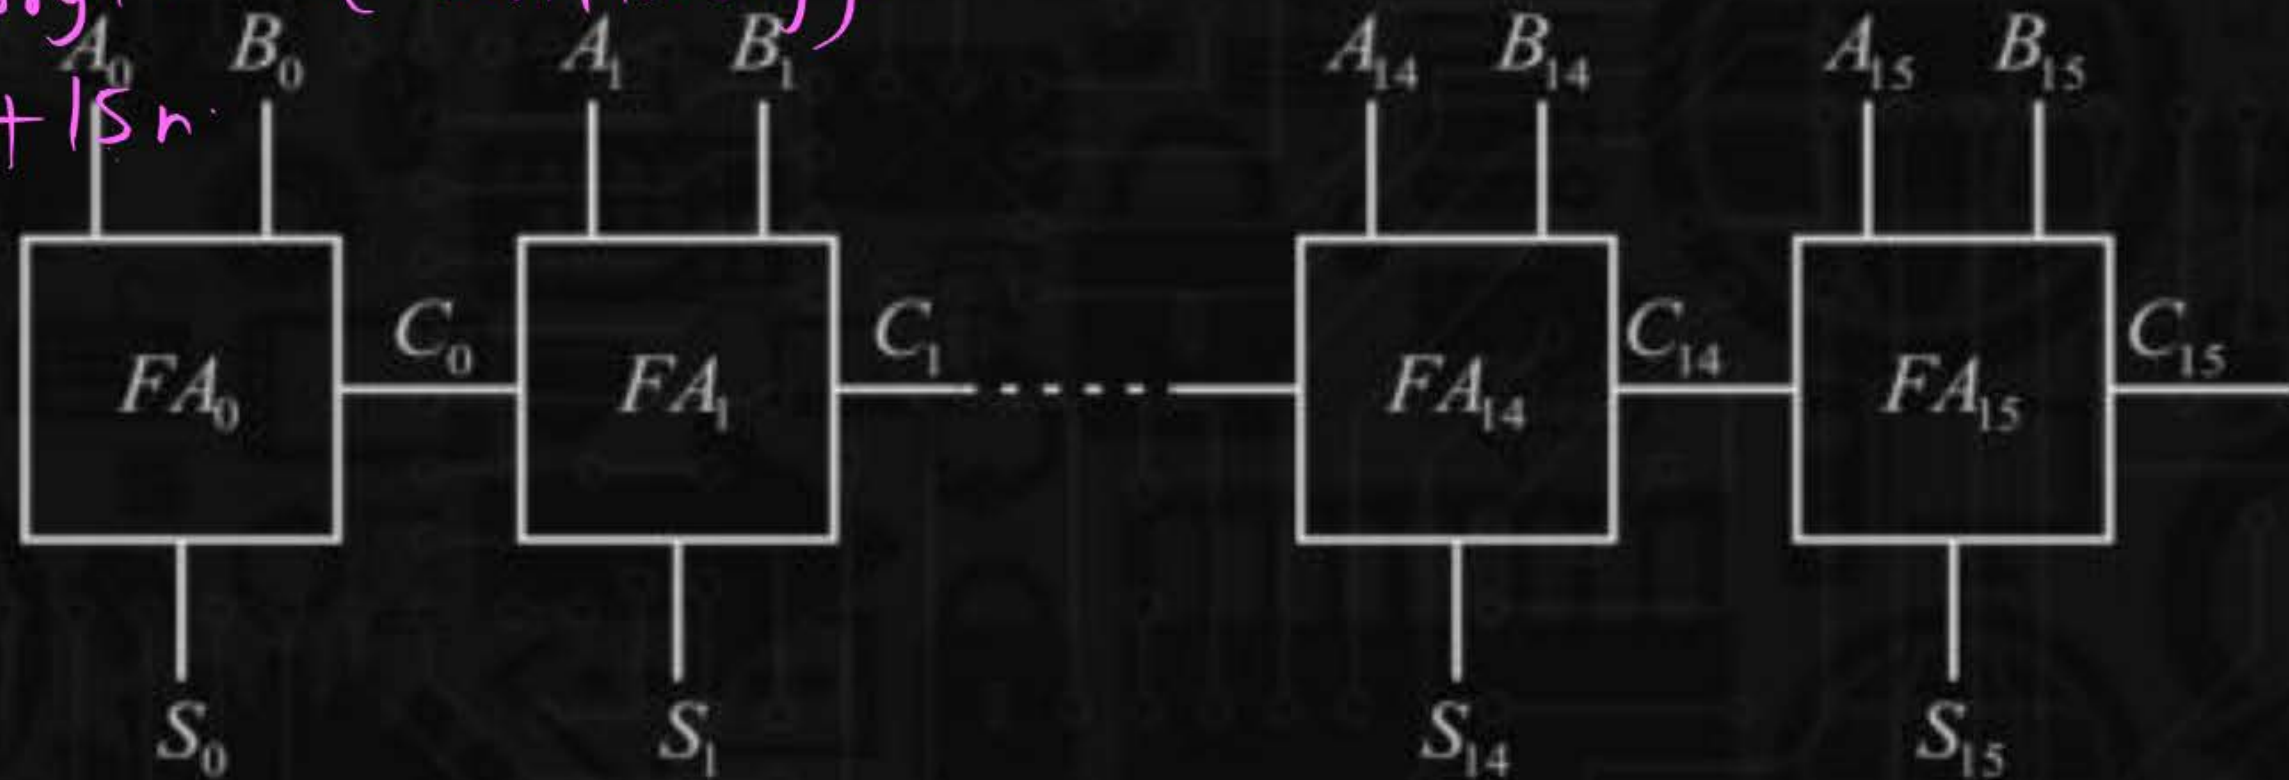 A₀ B₀ A₁ B₁ A₁₄ B₁₄ A₁₅ B₁₅
+ 15 n
FA₀ C₀ FA₁ C₁ FA₁₄ C₁₄ FA₁₅ C₁₅
S₀ S₁ S₁₄ S₁₅